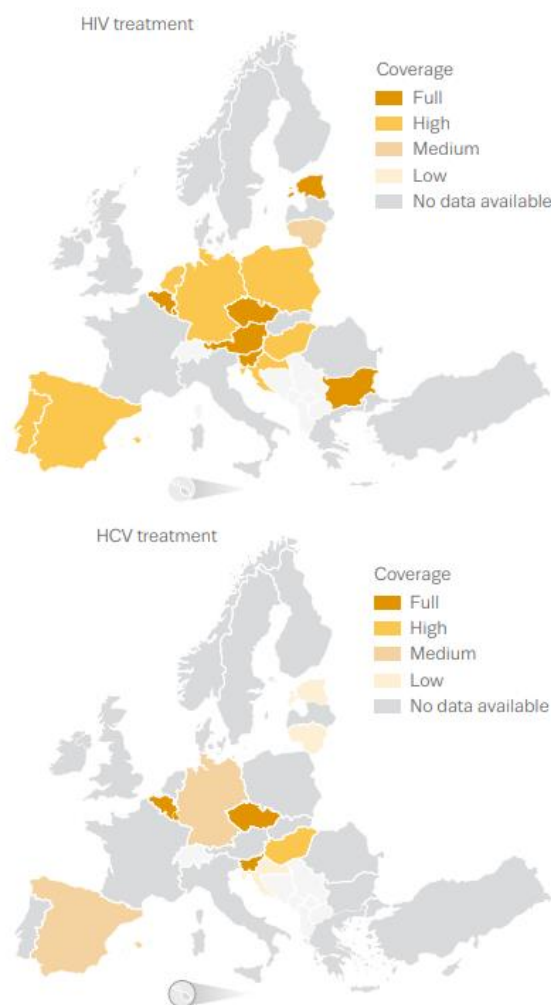 HIV treatment
Coverage
Full
High
Medium
Low
No data available
HCV treatment
Coverage
Full
High
Medium
Low
No data available